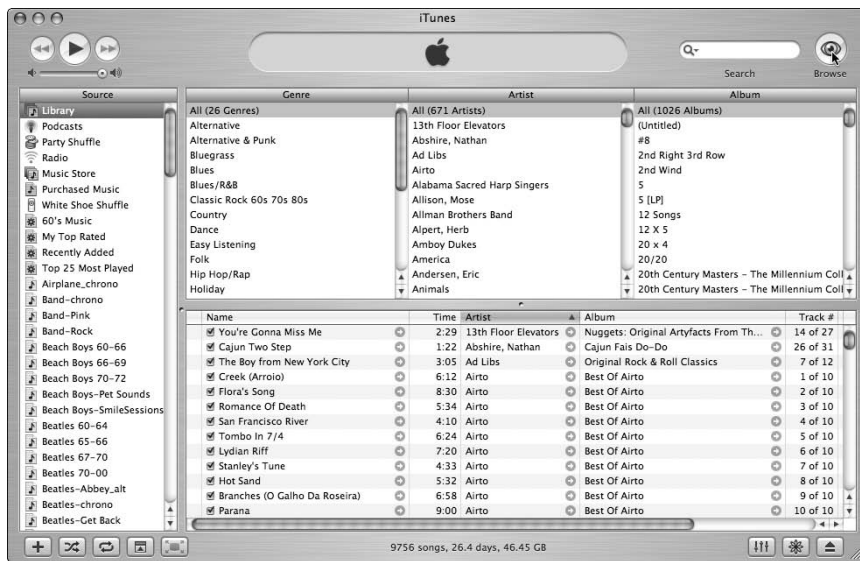 iTunes
Search
Browse
Source
Library
Podcasts
Party Shuffle
Radio
Music Store
Purchased Music
White Shoe Shuffle
60's Music
My Top Rated
Recently Added
Top 25 Most Played
Airplane_chrono
Band-chrono
Band-Pink
Band-Rock
Beach Boys 60-66
Beach Boys 66-69
Beach Boys 70-72
Beach Boys-Pet Sounds
Beach Boys-SmileSessions
Beatles 60-64
Beatles 65-66
Beatles 67-70
Beatles 70-00
Beatles-Abbey_alt
Beatles-chrono
Beatles-Get Back
Genre
All (26 Genres)
Alternative
Alternative & Punk
Bluegrass
Blues
Blues/R&B
Classic Rock 60s 70s 80s
Country
Dance
Easy Listening
Folk
Hip Hop/Rap
Holiday
Artist
All (671 Artists)
13th Floor Elevators
Abshire, Nathan
Ad Libs
Airto
Alabama Sacred Harp Singers
Allison, Mose
Allman Brothers Band
Alpert, Herb
Amboy Dukes
America
Andersen, Eric
Animals
Album
All (1026 Albums)
(Untitled)
#8
2nd Right 3rd Row
2nd Wind
5
5 [LP]
12 Songs
12 X 5
20 x 4
20/20
20th Century Masters - The Millennium Coll
20th Century Masters - The Millennium Coll
Name Time Artist Album Track #
You're Gonna Miss Me 2:29 13th Floor Elevators Nuggets: Original Artyfacts From Th... 14 of 27
Cajun Two Step 1:22 Abshire, Nathan Cajun Fais Do-Do 26 of 31
The Boy from New York City 3:05 Ad Libs Original Rock & Roll Classics 7 of 12
Creek (Arroio) 6:12 Airto Best Of Airto 1 of 10
Flora's Song 8:30 Airto Best Of Airto 2 of 10
Romance Of Death 5:34 Airto Best Of Airto 3 of 10
San Francisco River 4:10 Airto Best Of Airto 4 of 10
Tombo In 7/4 6:24 Airto Best Of Airto 5 of 10
Lydian Riff 7:20 Airto Best Of Airto 6 of 10
Stanley's Tune 4:33 Airto Best Of Airto 7 of 10
Hot Sand 5:32 Airto Best Of Airto 8 of 10
Branches (O Galho Da Roseira) 6:58 Airto Best Of Airto 9 of 10
Parana 9:00 Airto Best Of Airto 10 of 10
9756 songs, 26.4 days, 46.45 GB